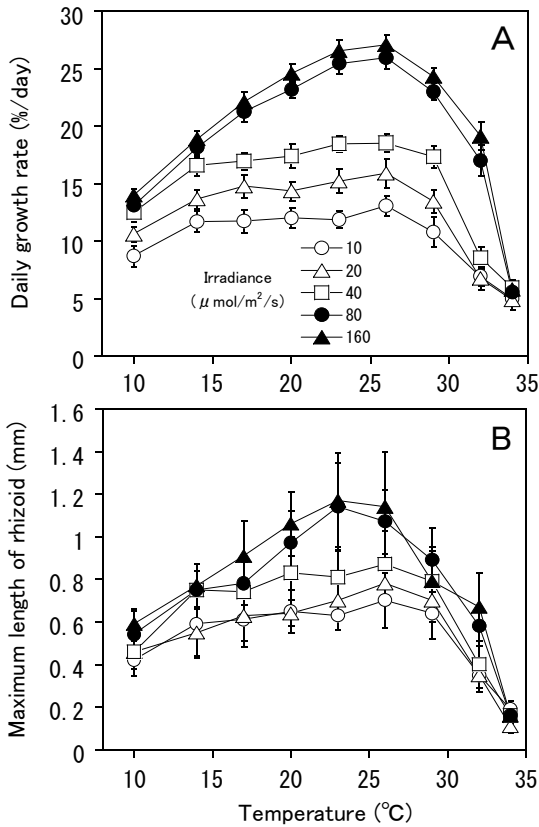 A
Daily growth rate (%/day)
30
25
20
15
10
5
0
Irradiance
(μ mol/m²/s)
10
20
40
80
160
10 15 20 25 30 35
B
Maximum length of rhizoid (mm)
1.6
1.4
1.2
1
0.8
0.6
0.4
0.2
0
10 15 20 25 30 35
Temperature (℃)